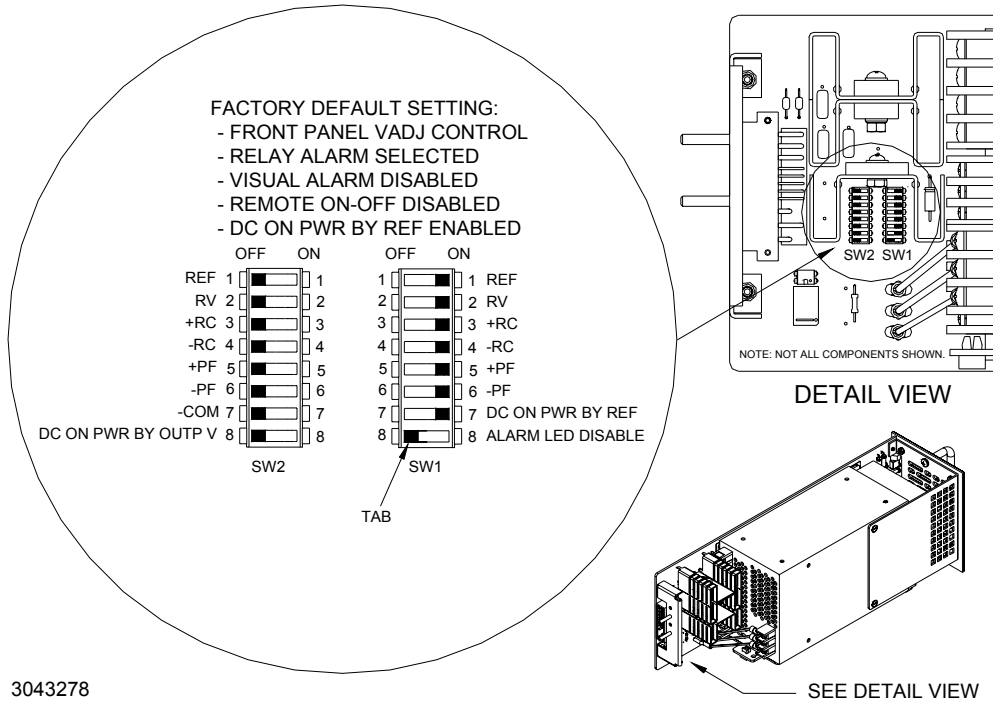 FACTORY DEFAULT SETTING:
- FRONT PANEL VADJ CONTROL
- RELAY ALARM SELECTED
- VISUAL ALARM DISABLED
- REMOTE ON-OFF DISABLED
- DC ON PWR BY REF ENABLED
OFF ON OFF ON
REF 1 1 1 1 REF
RV 2 2 2 2 RV
+RC 3 3 3 3 +RC
-RC 4 4 4 4 -RC
+PF 5 5 5 5 +PF
-PF 6 6 6 6 -PF
-COM 7 7 7 7 DC ON PWR BY REF
DC ON PWR BY OUTP V 8 8 8 8 ALARM LED DISABLE
SW2 SW1
TAB
SW2 SW1
NOTE: NOT ALL COMPONENTS SHOWN.
DETAIL VIEW
SEE DETAIL VIEW
3043278